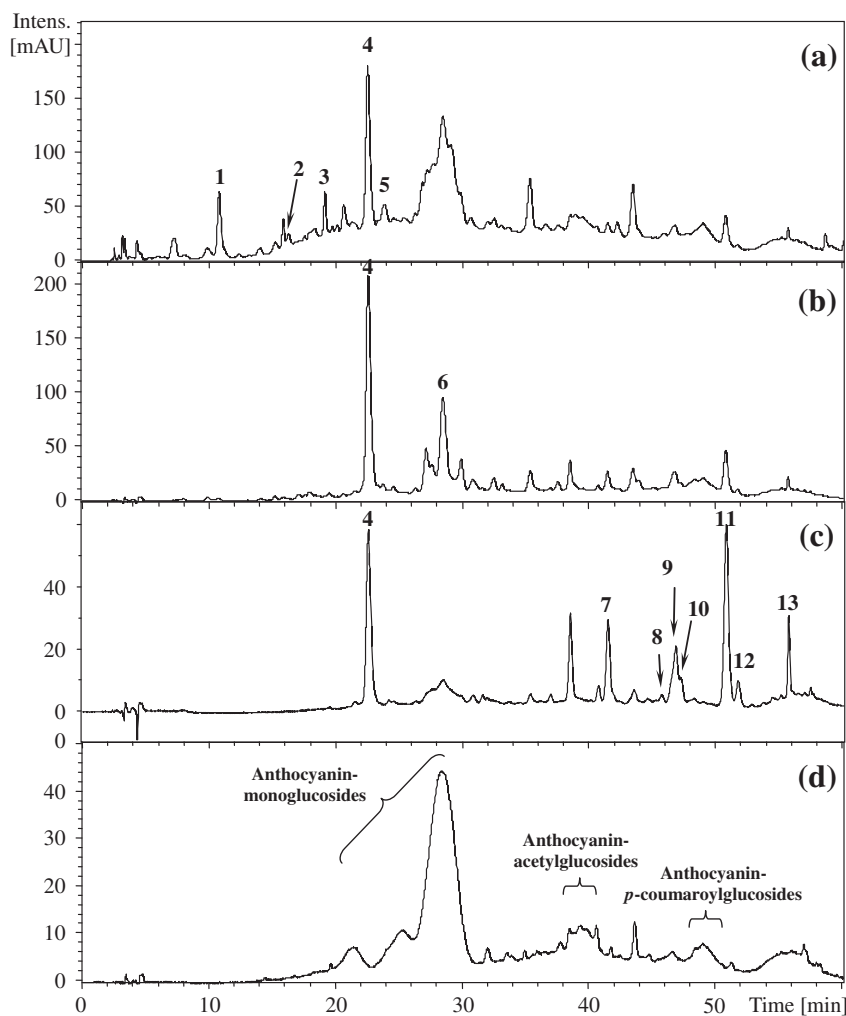 Intens.
[mAU]
(a)
150
100
50
0
1
2
3
4
5
(b)
200
150
100
50
0
4
6
(c)
40
20
0
0
4
7
8
9
10
11
12
13
(d)
40
30
20
10
0
Anthocyanin-
monoglucosides
Anthocyanin-
acetylglucosides
Anthocyanin-
p-coumaroylglucosides
0 10 20 30 40 50 Time [min]